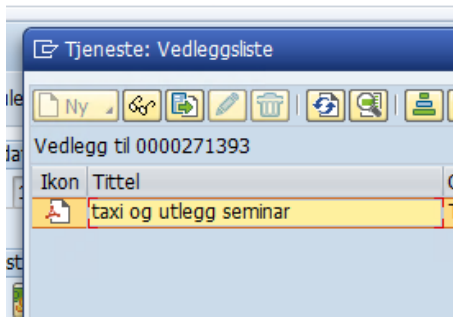 Tjeneste: Vedleggsliste
Ny
Vedlegg til 0000271393
Ikon Tittel
taxi og utlegg seminar